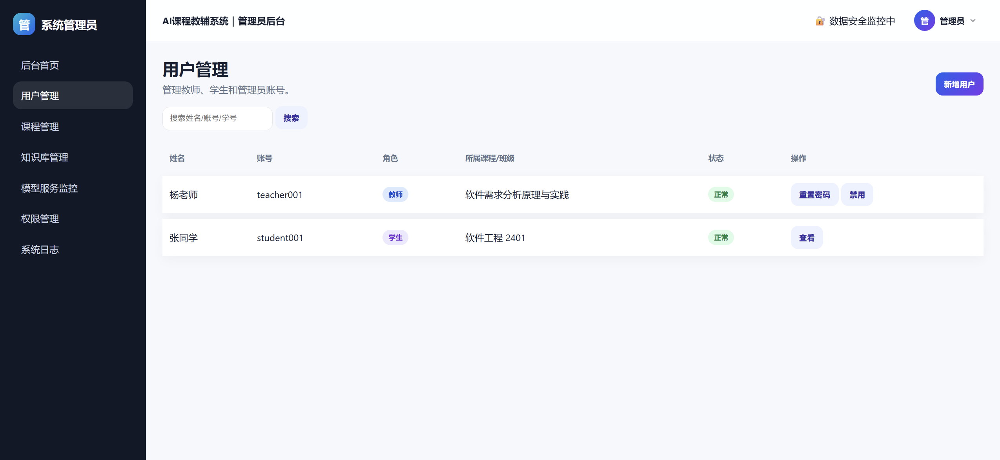 管 系统管理员
后台首页
用户管理
课程管理
知识库管理
模型服务监控
权限管理
系统日志
AI课程教辅系统 | 管理员后台
数据安全监控中
管 管理员
用户管理
管理教师、学生和管理员账号。
新增用户
搜索姓名/账号/学号 搜索
姓名 账号 角色 所属课程/班级 状态 操作
杨老师 teacher001 教师 软件需求分析原理与实践 正常 重置密码 禁用
张同学 student001 学生 软件工程 2401 正常 查看